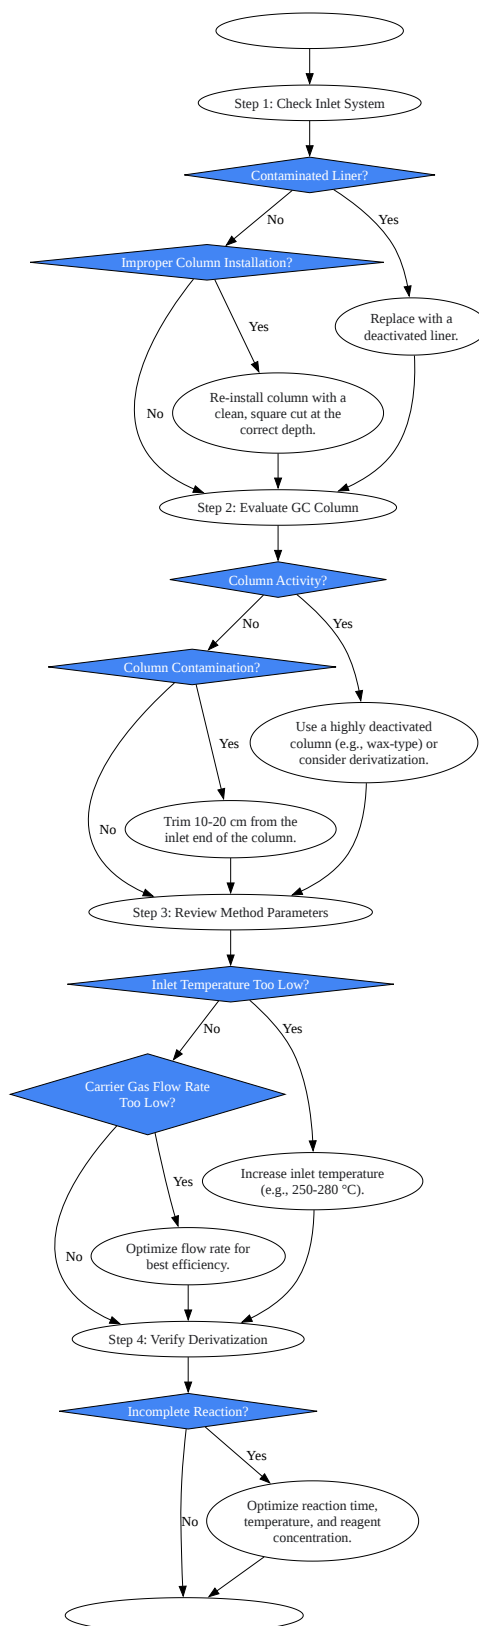 Step 1: Check Inlet System
Contaminated Liner?
No
Yes
Improper Column Installation?
Replace with a
deactivated liner.
Yes
Re-install column with a
clean, square cut at the
correct depth.
No
Step 2: Evaluate GC Column
Column Activity?
No
Yes
Column Contamination?
Use a highly deactivated
column (e.g., wax-type) or
consider derivatization.
Yes
Trim 10-20 cm from the
inlet end of the column.
No
Step 3: Review Method Parameters
Inlet Temperature Too Low?
No
Yes
Carrier Gas Flow Rate
Too Low?
Increase inlet temperature
(e.g., 250-280 °C).
Yes
Optimize flow rate for
best efficiency.
No
Step 4: Verify Derivatization
Incomplete Reaction?
Yes
Optimize reaction time,
temperature, and reagent
concentration.
No